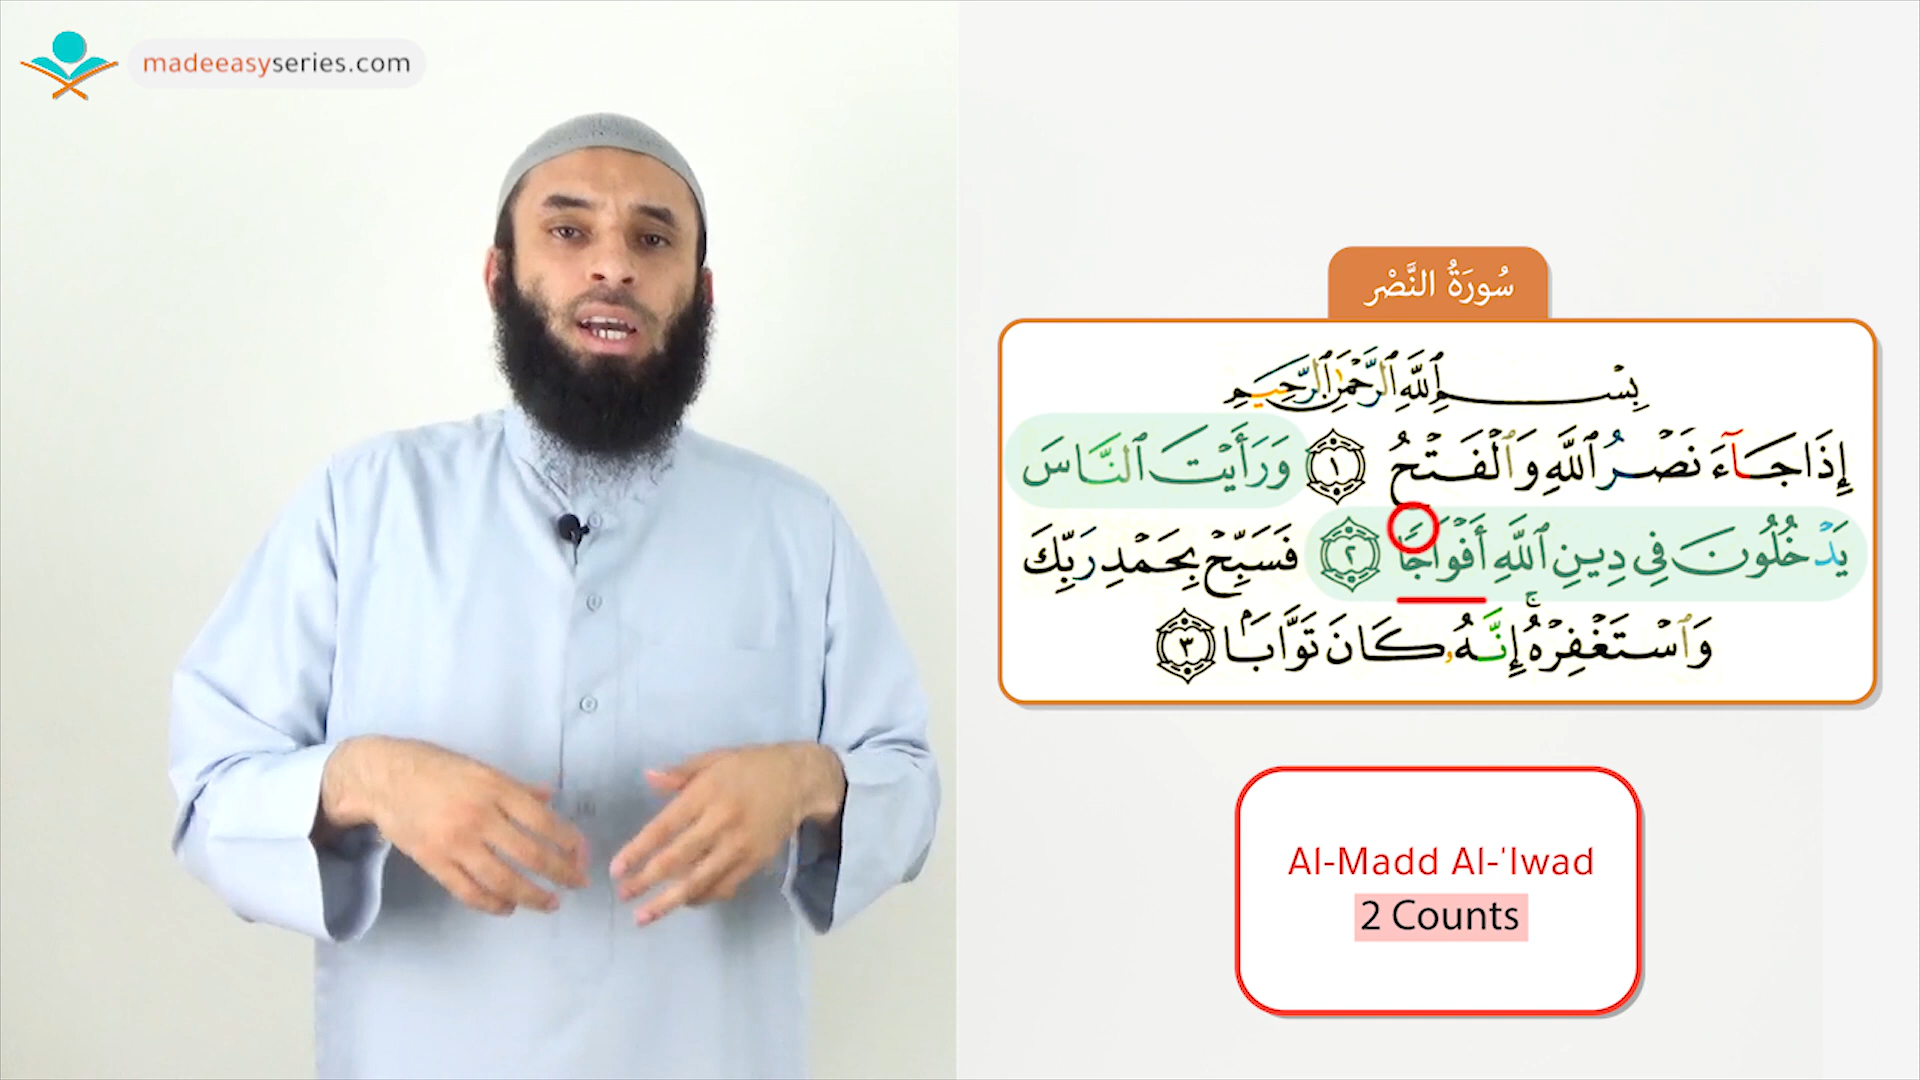 madeeasyseries.com
سُورَةُ النَّصْرِ
بِسْمِ ٱللَّهِ ٱلرَّحْمَٰنِ ٱلرَّحِيمِ
إِذَا جَآءَ نَصْرُ ٱللَّهِ وَٱلْفَتْحُ ١ وَرَأَيْتَ ٱلنَّاسَ
يَدْخُلُونَ فِى دِينِ ٱللَّهِ أَفْوَاجًا ٢ فَسَبِّحْ بِحَمْدِ رَبِّكَ
وَٱسْتَغْفِرْهُ ۚ إِنَّهُۥ كَانَ تَوَّابًۢا ٣
Al-Madd Al-'Iwad
2 Counts